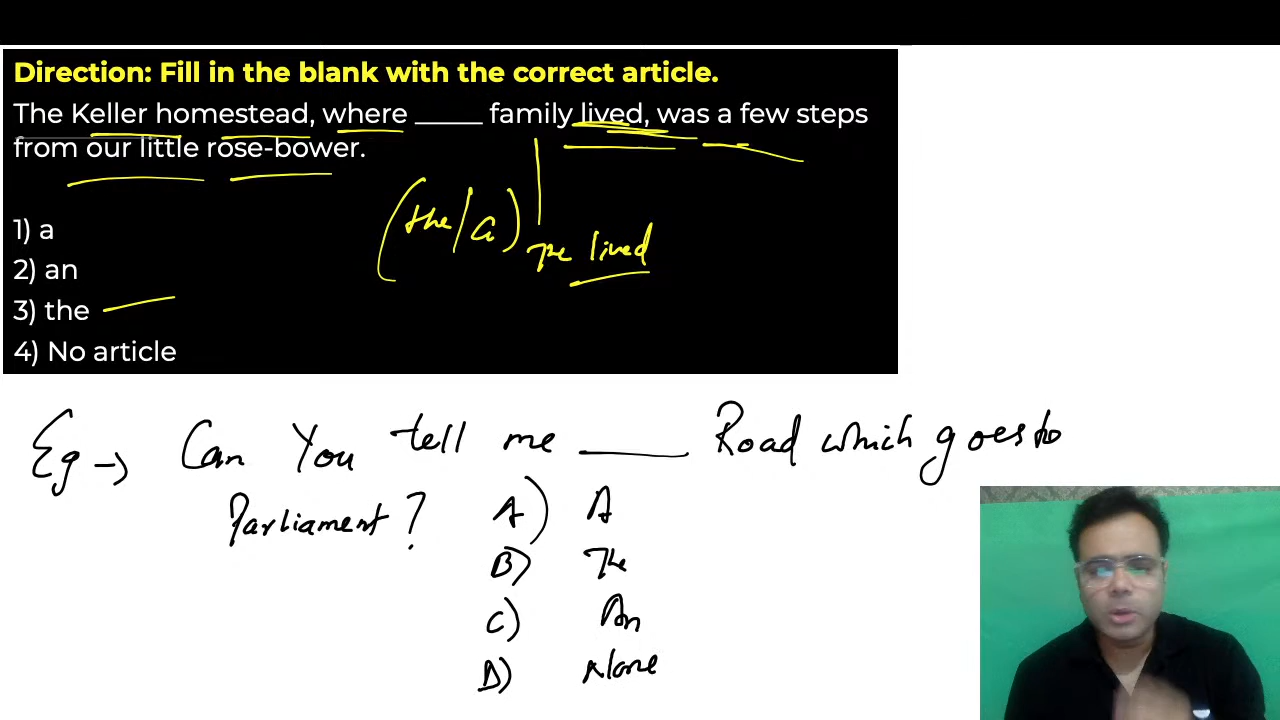 Direction: Fill in the blank with the correct article.
The Keller homestead, where _____ family lived, was a few steps
from our little rose-bower.
(the/a)
The lived
1) a
2) an
3) the
4) No article
Eg → Can You tell me _____ Road which goes to
Parliament?
A) A
B) The
C) An
D) None